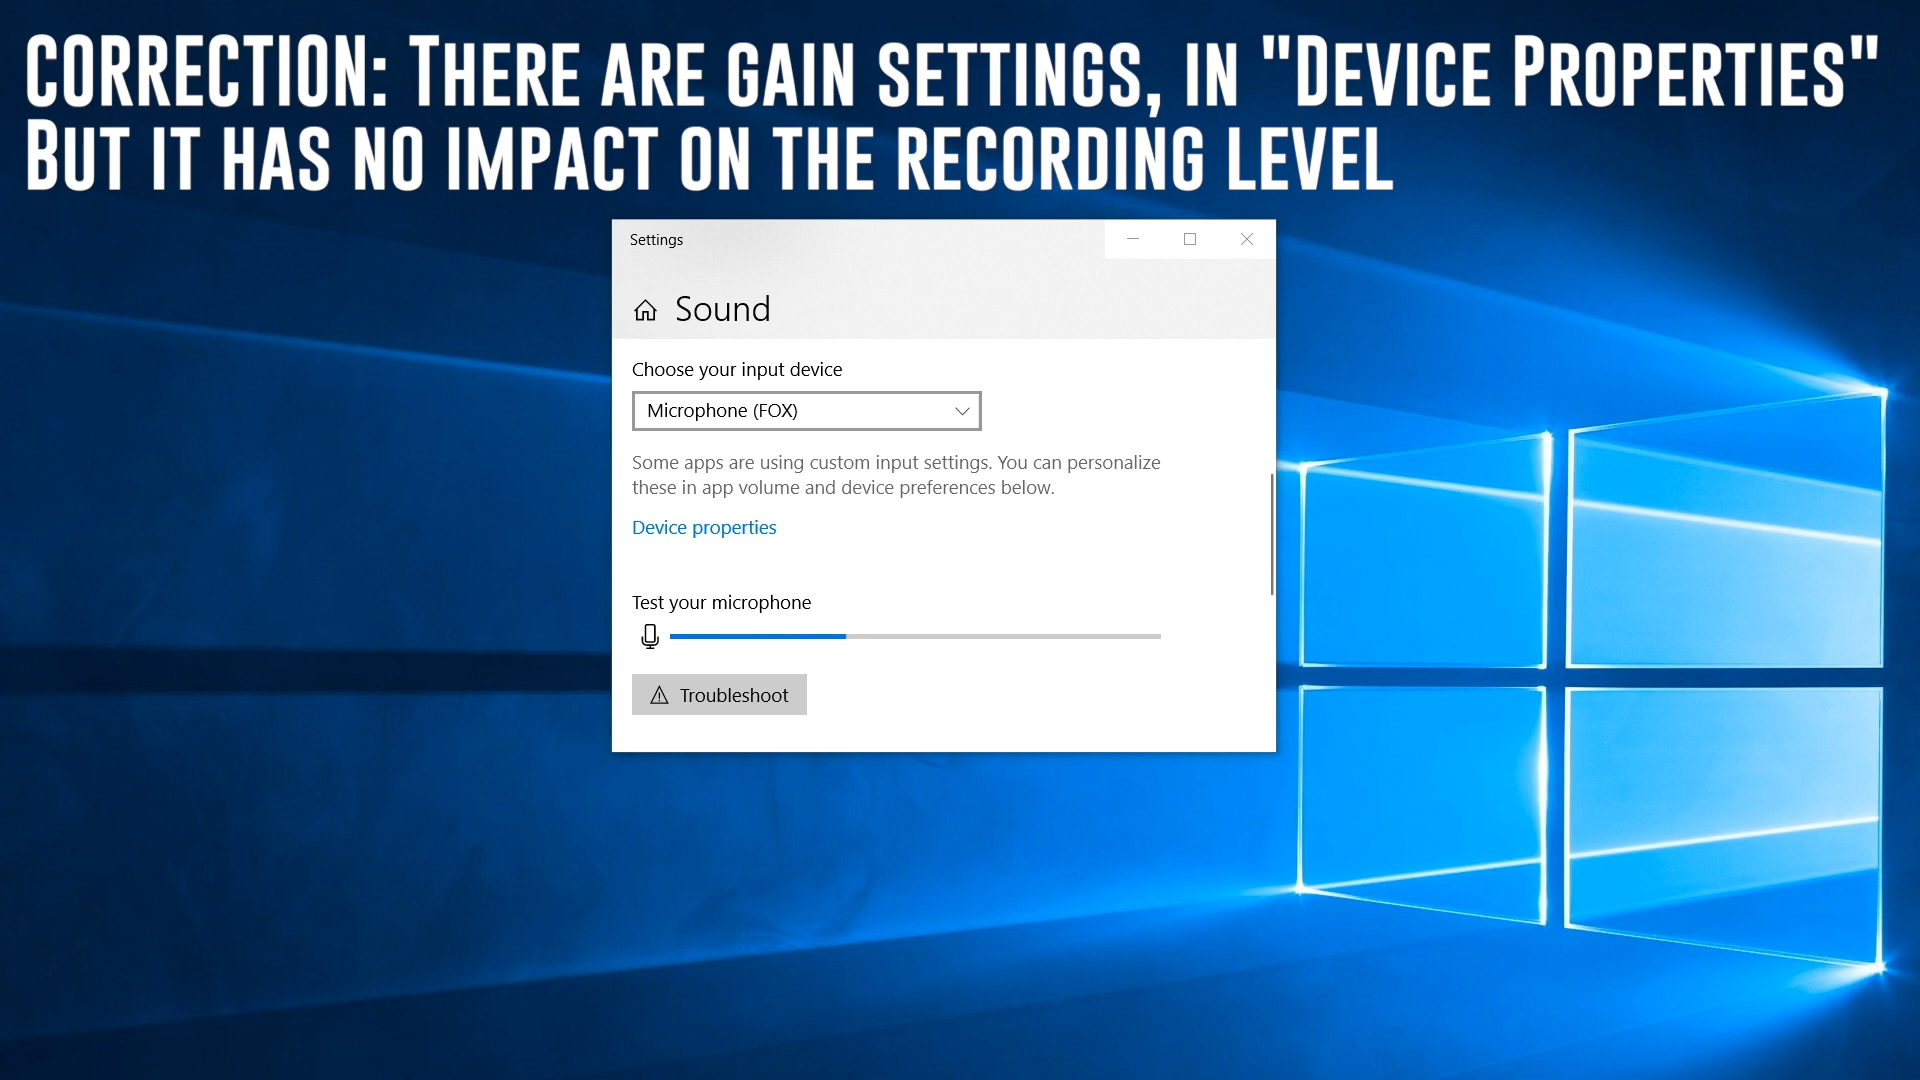 CORRECTION: THERE ARE GAIN SETTINGS, IN "DEVICE PROPERTIES"
BUT IT HAS NO IMPACT ON THE RECORDING LEVEL
Settings
Sound
Choose your input device
Microphone (FOX)
Some apps are using custom input settings. You can personalize
these in app volume and device preferences below.
Device properties
Test your microphone
Troubleshoot